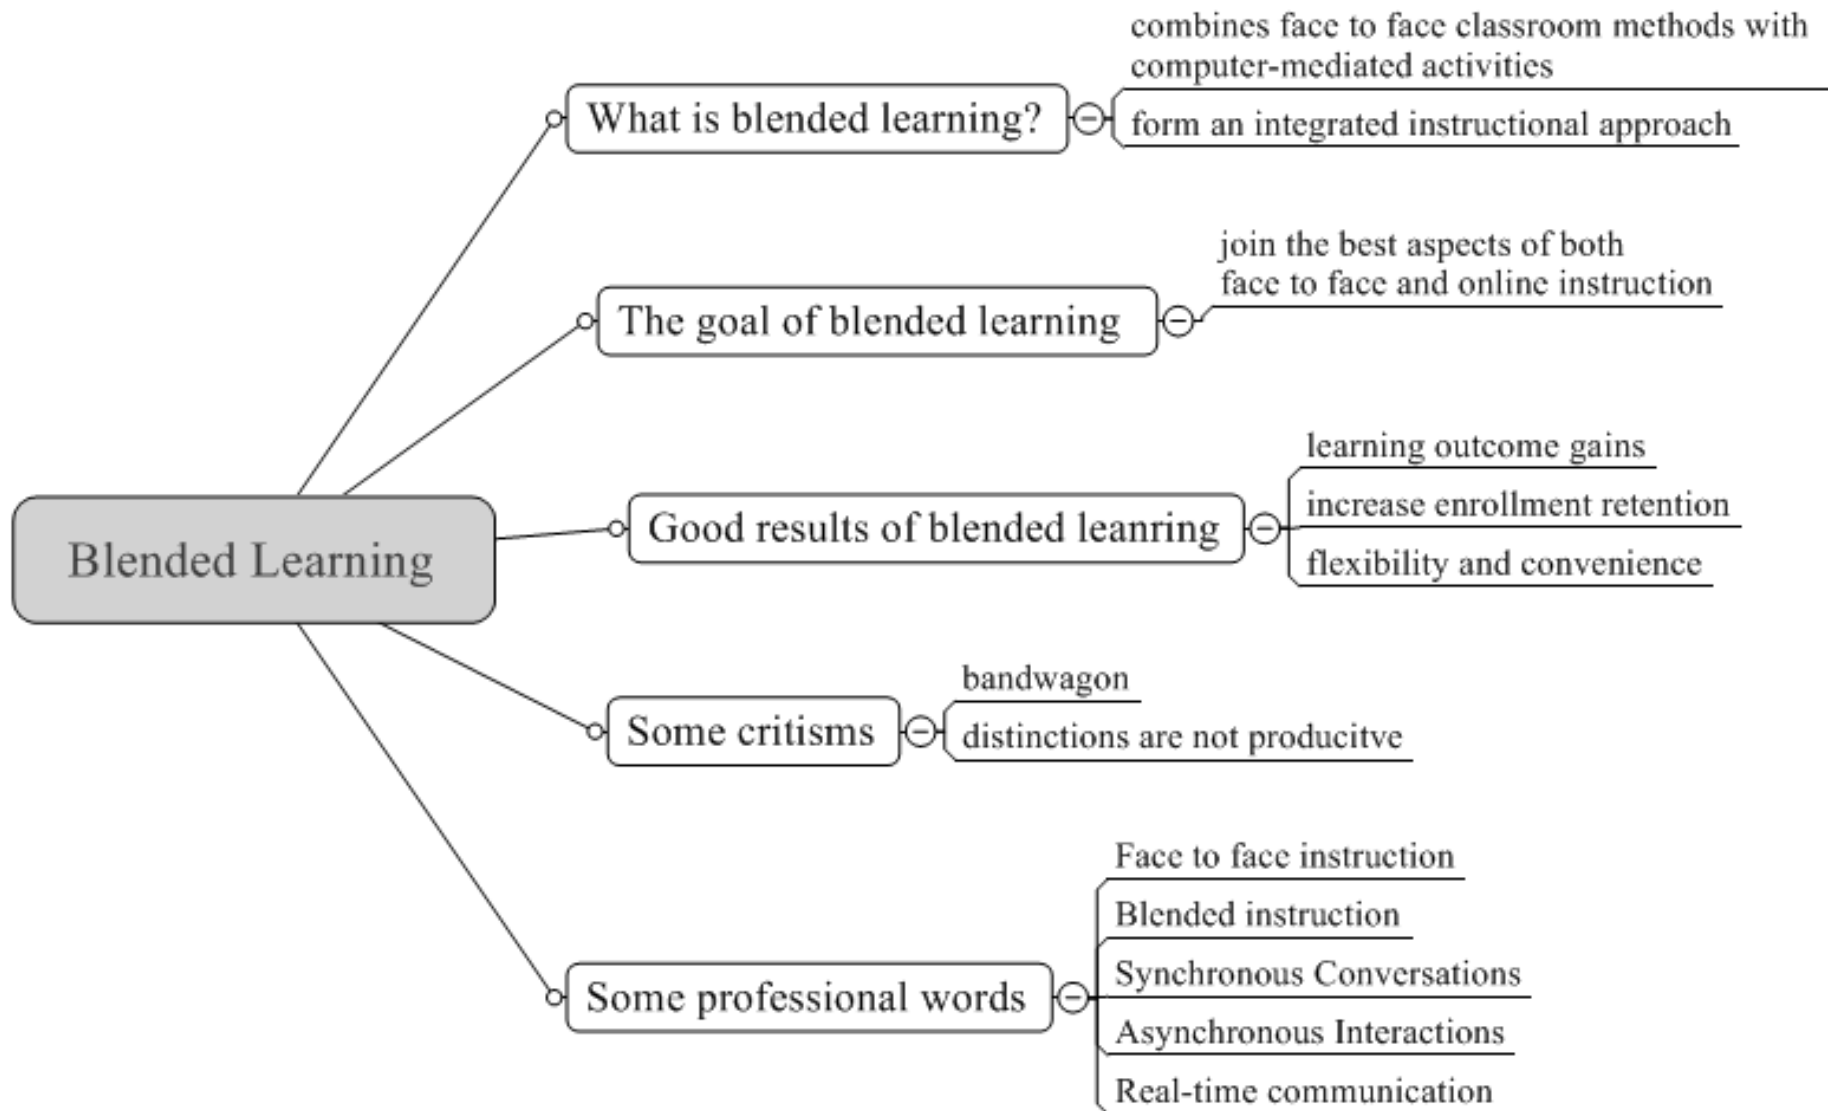 combines face to face classroom methods with
computer-mediated activities
What is blended learning?
form an integrated instructional approach
join the best aspects of both
face to face and online instruction
The goal of blended learning
learning outcome gains
increase enrollment retention
Good results of blended leanring
flexibility and convenience
Blended Learning
bandwagon
Some critisms
distinctions are not producitve
Face to face instruction
Blended instruction
Synchronous Conversations
Some professional words
Asynchronous Interactions
Real-time communication